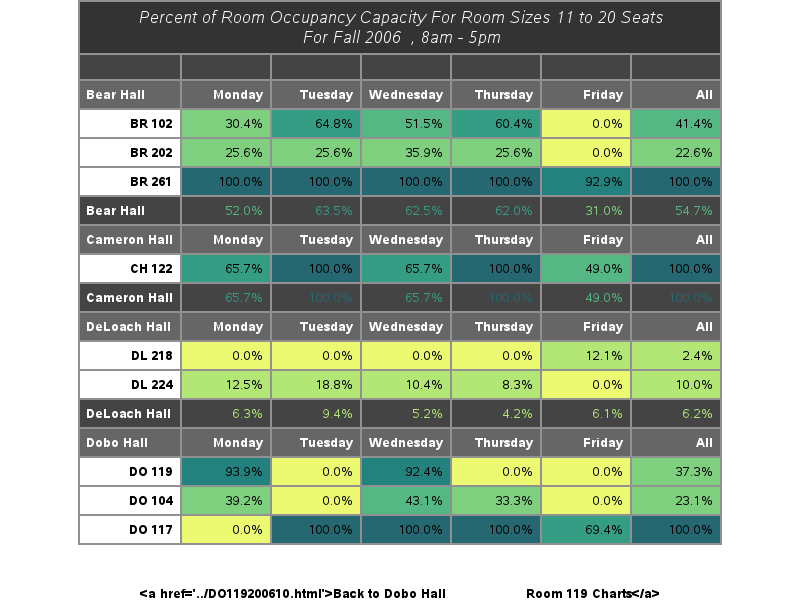 Percent of Room Occupancy Capacity For Room Sizes 11 to 20 Seats
For Fall 2006 , 8am - 5pm
Bear Hall Monday Tuesday Wednesday Thursday Friday All
BR 102 30.4% 64.8% 51.5% 60.4% 0.0% 41.4%
BR 202 25.6% 25.6% 35.9% 25.6% 0.0% 22.6%
BR 261 100.0% 100.0% 100.0% 100.0% 92.9% 100.0%
Bear Hall 52.0% 63.5% 62.5% 62.0% 31.0% 54.7%
Cameron Hall Monday Tuesday Wednesday Thursday Friday All
CH 122 65.7% 100.0% 65.7% 100.0% 49.0% 100.0%
Cameron Hall 65.7% 100.0% 65.7% 100.0% 49.0% 100.0%
DeLoach Hall Monday Tuesday Wednesday Thursday Friday All
DL 218 0.0% 0.0% 0.0% 0.0% 12.1% 2.4%
DL 224 12.5% 18.8% 10.4% 8.3% 0.0% 10.0%
DeLoach Hall 6.3% 9.4% 5.2% 4.2% 6.1% 6.2%
Dobo Hall Monday Tuesday Wednesday Thursday Friday All
DO 119 93.9% 0.0% 92.4% 0.0% 0.0% 37.3%
DO 104 39.2% 0.0% 43.1% 33.3% 0.0% 23.1%
DO 117 0.0% 100.0% 100.0% 100.0% 69.4% 100.0%
<a href='../DO119200610.html'>Back to Dobo Hall Room 119 Charts</a>